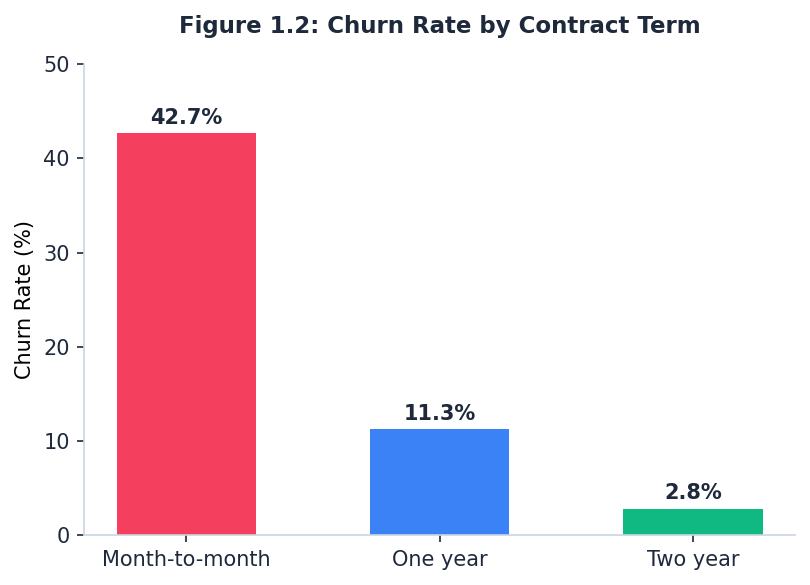 Figure 1.2: Churn Rate by Contract Term
Churn Rate (%)
50
40
30
20
10
0
42.7%
11.3%
2.8%
Month-to-month
One year
Two year